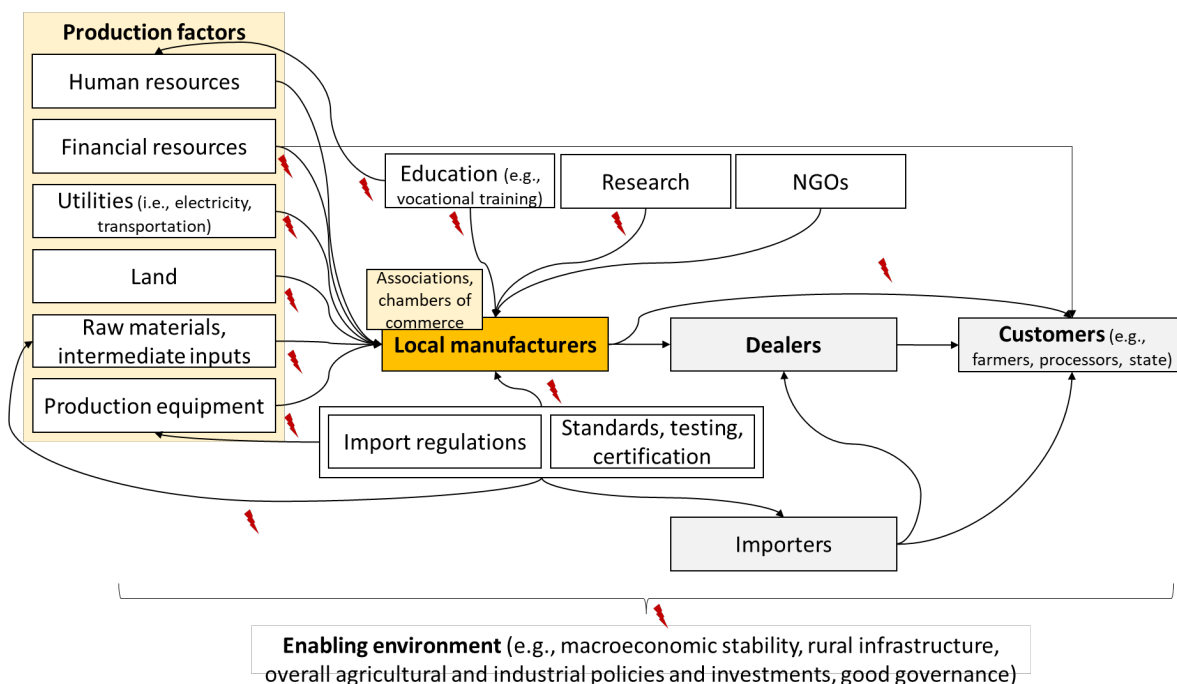 Production factors
Human resources
Financial resources
Utilities (i.e., electricity,
transportation)
Land
Raw materials,
intermediate inputs
Production equipment
Education (e.g.,
vocational training)
Research
NGOs
Associations,
chambers of
commerce
Local manufacturers
Dealers
Customers (e.g.,
farmers, processors, state)
Import regulations
Standards, testing,
certification
Importers
Enabling environment (e.g., macroeconomic stability, rural infrastructure,
overall agricultural and industrial policies and investments, good governance)